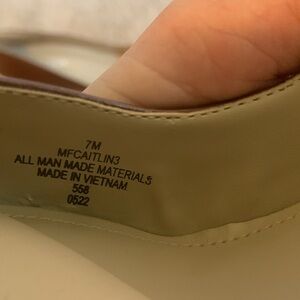 7M
MFCAITLIN3
ALL MAN MADE MATERIALS
MADE IN VIETNAM
558
0522